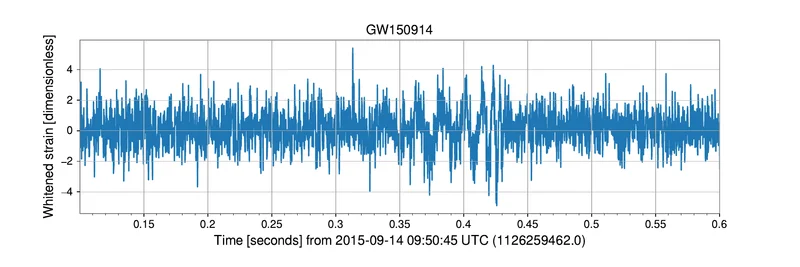 GW150914
Whitened strain [dimensionless]
4
2
0
−2
−4
0.15 0.2 0.25 0.3 0.35 0.4 0.45 0.5 0.55 0.6
Time [seconds] from 2015-09-14 09:50:45 UTC (1126259462.0)